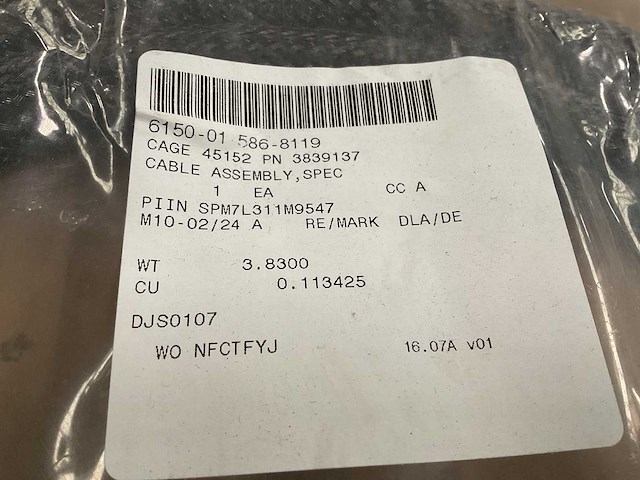 6150-01 586-8119
CAGE 45152 PN 3839137
CABLE ASSEMBLY,SPEC
1 EA CC A
PIIN SPM7L311M9547
M10-02/24 A RE/MARK DLA/DE
WT 3.8300
CU 0.113425
DJS0107
WO NFCTFYJ 16.07A v01